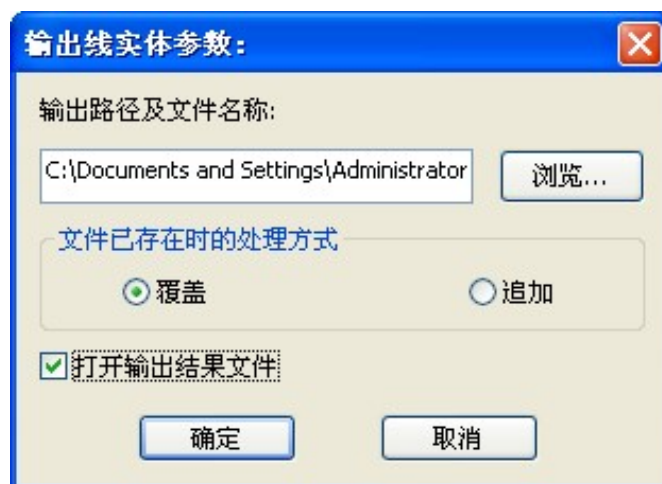 输出线实体参数:
输出路径及文件名称:
C:\Documents and Settings\Administrator
浏览...
文件已存在时的处理方式
覆盖
追加
打开输出结果文件
确定
取消